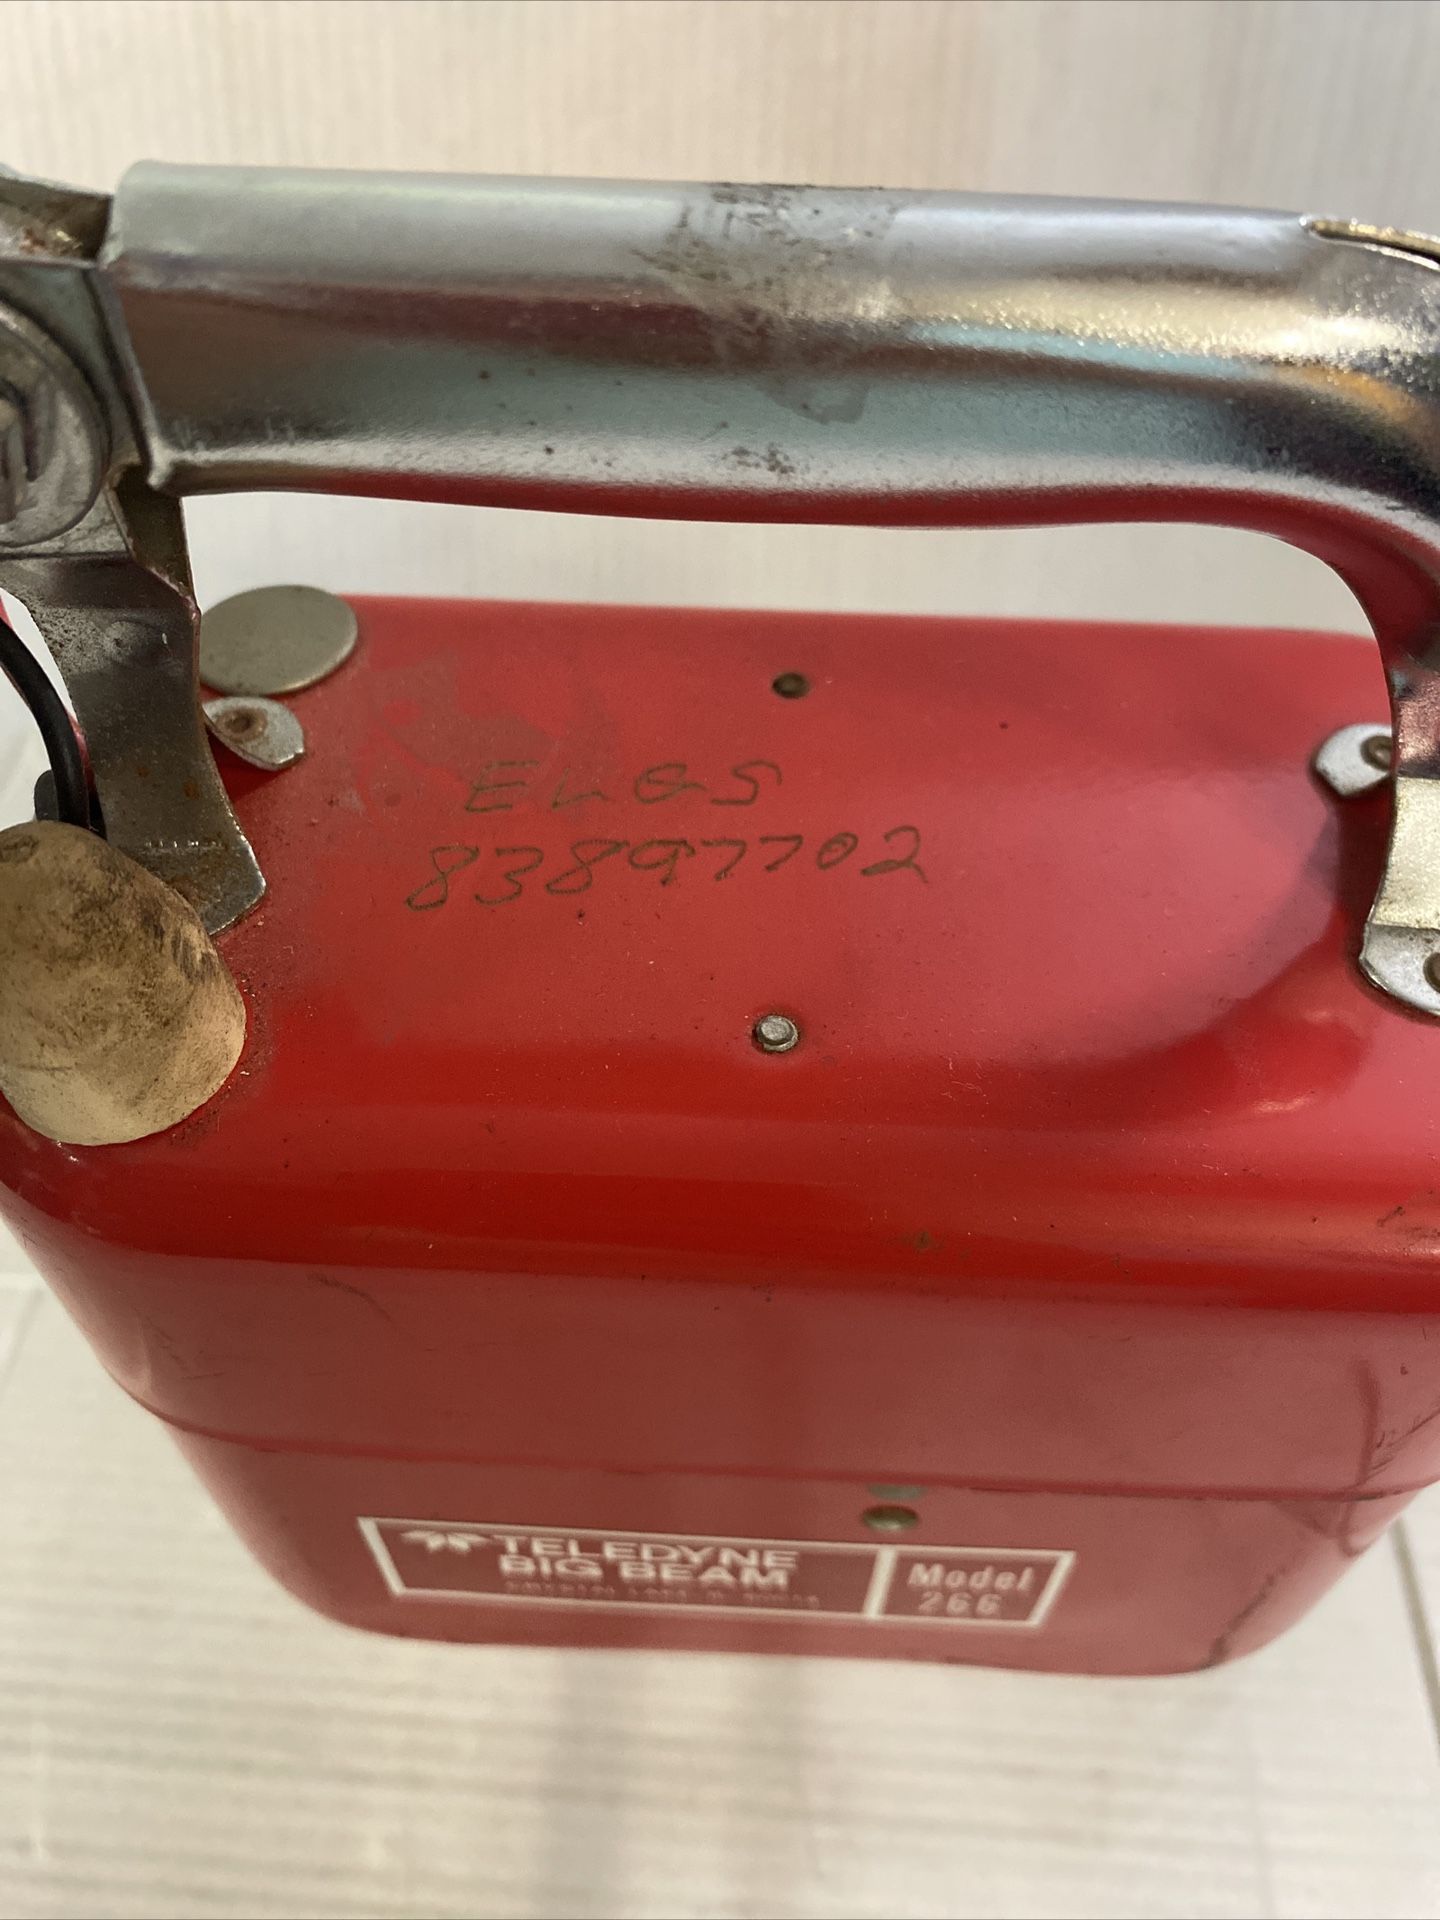 ELGS
83897702
TELEDYNE
BIG BEAM
Model
266